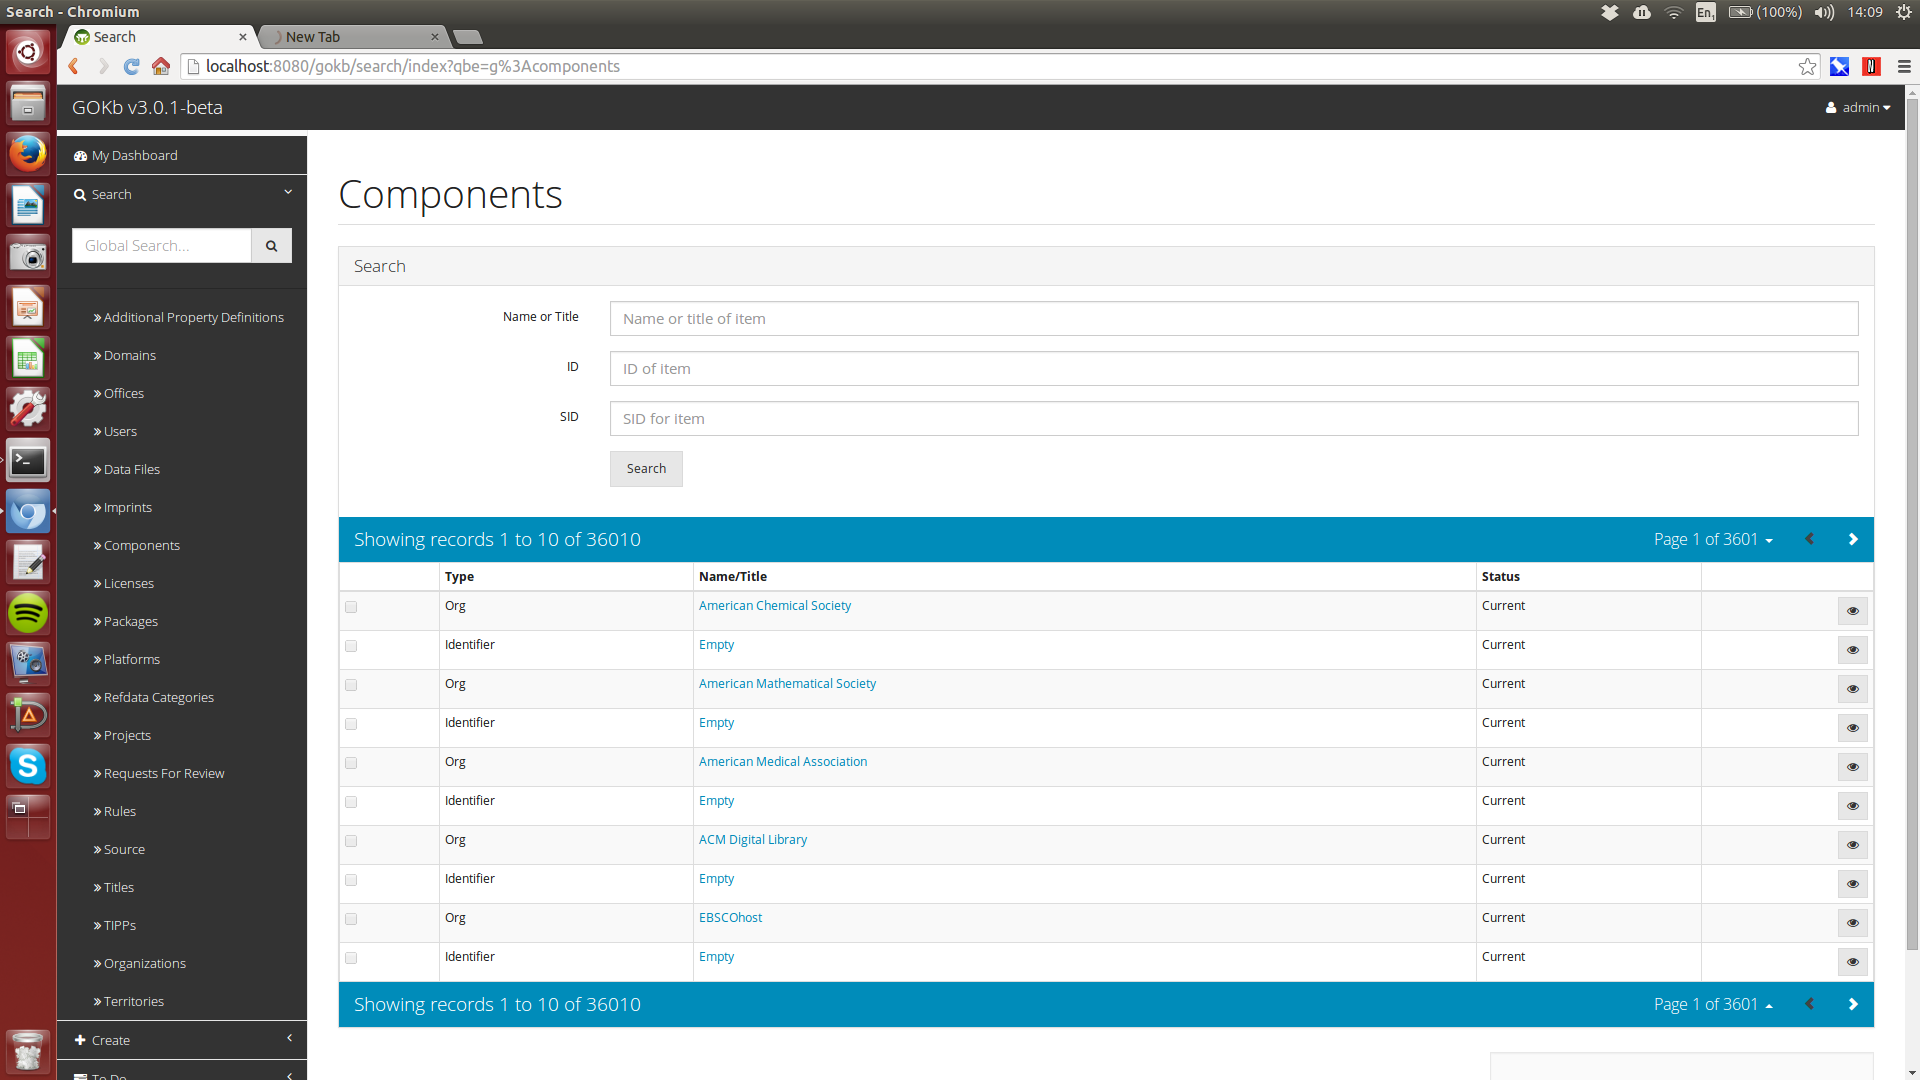 Search - Chromium
En1 (100%) 14:09
Search
New Tab
localhost:8080/gokb/search/index?qbe=g%3Acomponents
GOKb v3.0.1-beta
admin
My Dashboard
Search
Global Search...
Additional Property Definitions
Domains
Offices
Users
Data Files
Imprints
Components
Licenses
Packages
Platforms
Refdata Categories
Projects
Requests For Review
Rules
Source
Titles
TIPPs
Organizations
Territories
Create
To Do
Components
Search
Name or Title
Name or title of item
ID
ID of item
SID
SID for item
Search
Showing records 1 to 10 of 36010
Page 1 of 3601
Type Name/Title Status
Org American Chemical Society Current
Identifier Empty Current
Org American Mathematical Society Current
Identifier Empty Current
Org American Medical Association Current
Identifier Empty Current
Org ACM Digital Library Current
Identifier Empty Current
Org EBSCOhost Current
Identifier Empty Current
Showing records 1 to 10 of 36010
Page 1 of 3601